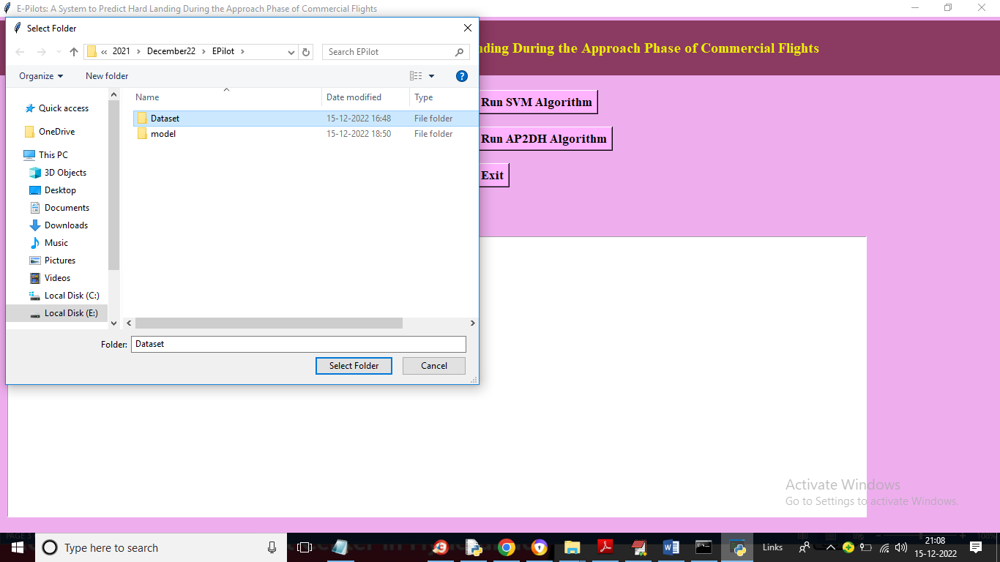 E-Pilots: A System to Predict Hard Landing During the Approach Phase of Commercial Flights
Select Folder
« 2021 > December22 > EPilot >
Search EPilot
Organize
New folder
?
Name
Date modified
Type
Quick access
OneDrive
This PC
3D Objects
Desktop
Documents
Downloads
Music
Pictures
Videos
Local Disk (C:)
Local Disk (E:)
Dataset 15-12-2022 16:48 File folder
model 15-12-2022 18:50 File folder
Folder: Dataset
Select Folder
Cancel
nding During the Approach Phase of Commercial Flights
Run SVM Algorithm
Run AP2DH Algorithm
Exit
Activate Windows
Go to Settings to activate Windows.
Type here to search
Links
21:08
15-12-2022